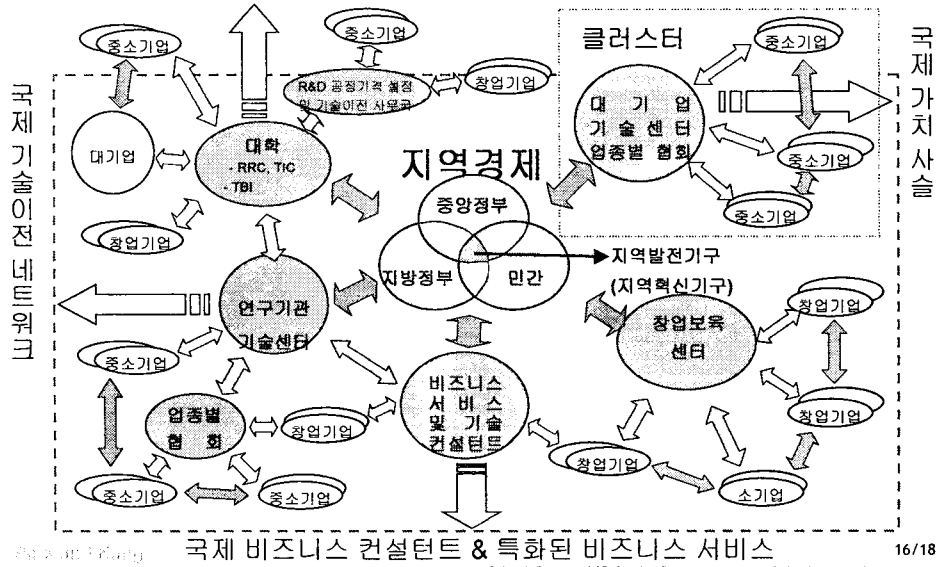 중소기업
중소기업
클러스터
중소기업
국제 가치사슬
국제 기술이전 네트워크
R&D 공정가격 설정
및 기술이전 사무국
창업기업
대기업
대학
- RRC, TIC
- TBI
대 기업
기술센터
업종별 협회
중소기업
중소기업
지역경제
중앙정부
지방정부
민간
지역발전기구
(지역혁신기구)
창업기업
연구기관
기술센터
창업보육
센터
창업기업
중소기업
업종별
협 회
창업기업
비즈니스
서 비 스
및 기술
컨설턴트
창업기업
창업기업
중소기업
중소기업
소기업
국제 비즈니스 컨설턴트 & 특화된 비즈니스 서비스
16/18